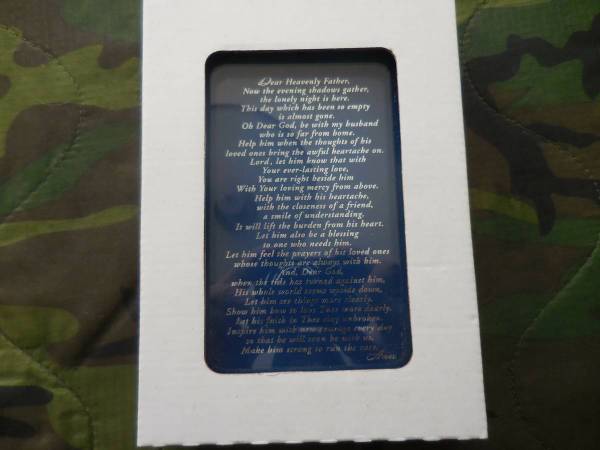 Dear Heavenly Father,
Now the evening shadows gather,
the lonely night is here.
This day which has been so empty
is almost gone.
Oh Dear God, be with my husband
who is so far from home.
Help him when the thoughts of his
loved ones bring the awful heartache on.
Lord, let him know that with
Your ever-lasting love,
You are right beside him
With Your loving mercy from above.
Help him with his heartache,
with the closeness of a friend,
a smile of understanding.
It will lift the burden from his heart.
Let him also be a blessing
to one who needs him.
Let him feel the prayers of his loved ones
whose thoughts are always with him.
And, Dear God,
when the tide has turned against him,
His whole world seems upside down,
Let him see things more clearly.
Show him how to love Thee more dearly.
Let his faith in Thee stay unbroken.
Inspire him with new courage every day
so that he will soon be with us.
Make him strong to run the race.